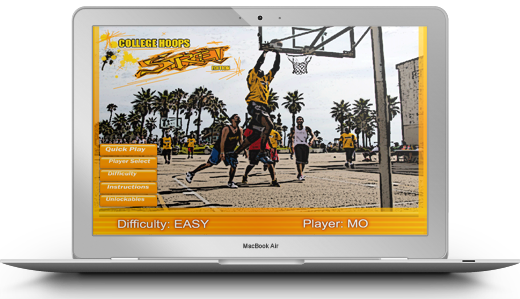 COLLEGE HOOPS
STREET
EDITION
Quick Play
Player Select
Difficulty
Instructions
Unlockables
Difficulty: EASY
Player: MO
MacBook Air